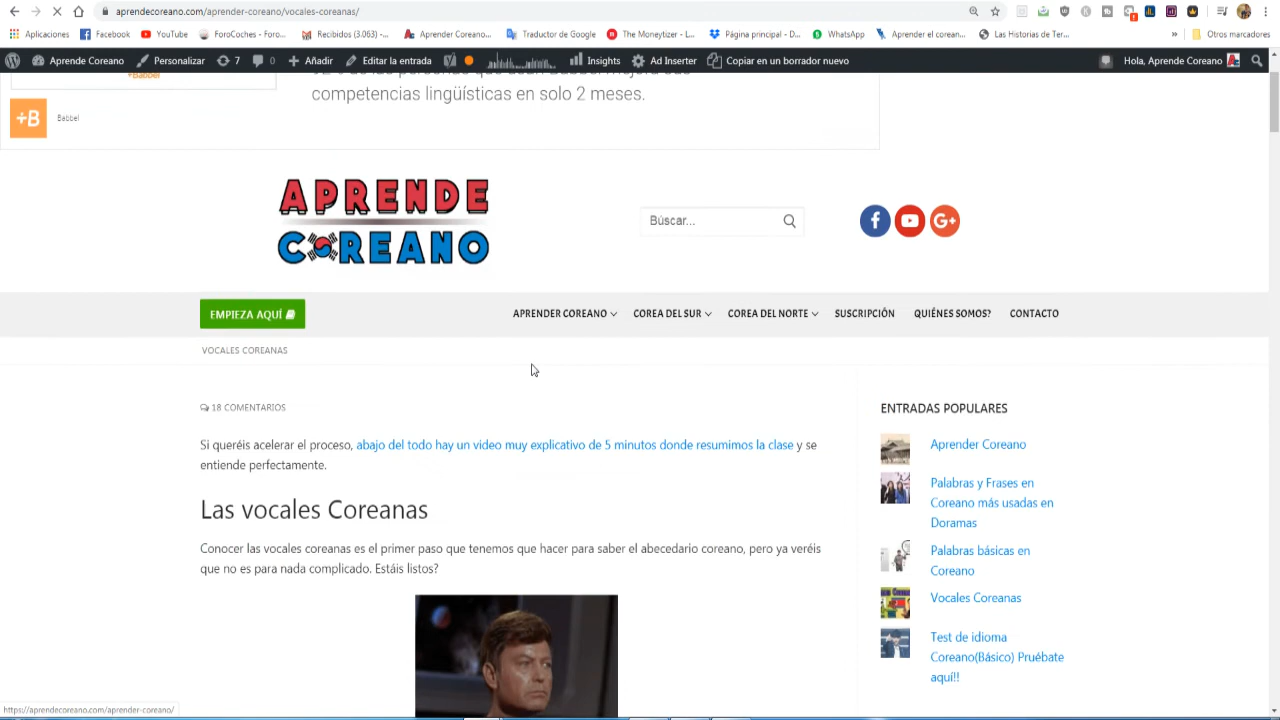 aprendecoreano.com/aprender-coreano/vocales-coreanas/
Aplicaciones
Facebook
YouTube
ForoCoches - Foro...
Recibidos (3.063) -...
Aprender Coreano...
Traductor de Google
The Moneytizer - L...
Página principal - D...
WhatsApp
Aprender el corean...
Las Historias de Ter...
»
Otros marcadores
Aprende Coreano
Personalizar
7
0
Añadir
Editar la entrada
Insights
Ad Inserter
Copiar en un borrador nuevo
Hola, Aprende Coreano
+Babbel
competencias lingüísticas en solo 2 meses.
+B
Babbel
APRENDE
COREANO
Búscar...
EMPIEZA AQUÍ
APRENDER COREANO
COREA DEL SUR
COREA DEL NORTE
SUSCRIPCIÓN
QUIÉNES SOMOS?
CONTACTO
VOCALES COREANAS
18 COMENTARIOS
Si queréis acelerar el proceso, abajo del todo hay un video muy explicativo de 5 minutos donde resumimos la clase y se
entiende perfectamente.
Las vocales Coreanas
Conocer las vocales coreanas es el primer paso que tenemos que hacer para saber el abecedario coreano, pero ya veréis
que no es para nada complicado. Estáis listos?
ENTRADAS POPULARES
Aprender Coreano
Palabras y Frases en
Coreano más usadas en
Doramas
Palabras básicas en
Coreano
Vocales Coreanas
Test de idioma
Coreano(Básico) Pruébate
aquí!!
https://aprendecoreano.com/aprender-coreano/